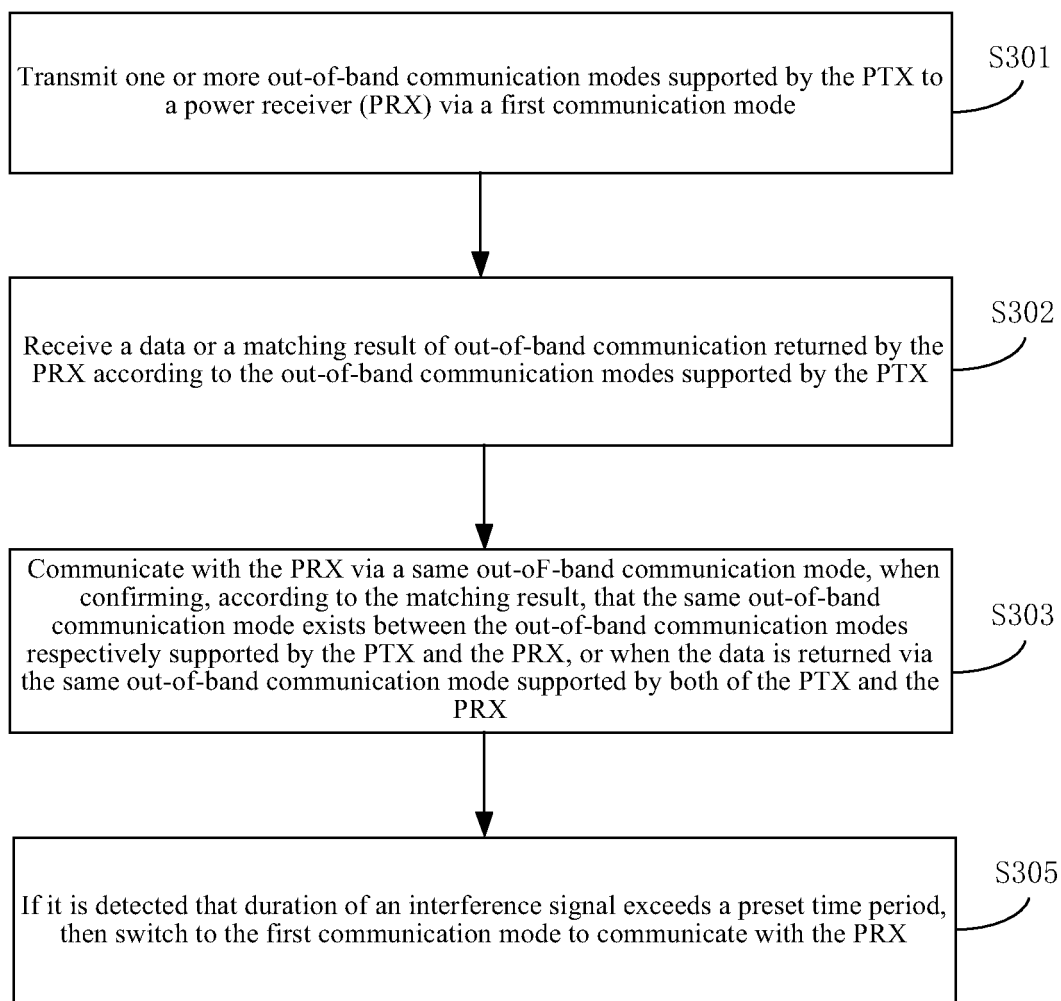 S301
Transmit one or more out-of-band communication modes supported by the PTX to
a power receiver (PRX) via a first communication mode
S302
Receive a data or a matching result of out-of-band communication returned by the
PRX according to the out-of-band communication modes supported by the PTX
Communicate with the PRX via a same out-oF-band communication mode, when
confirming, according to the matching result, that the same out-of-band
communication mode exists between the out-of-band communication modes
respectively supported by the PTX and the PRX, or when the data is returned via
the same out-of-band communication mode supported by both of the PTX and the
PRX
S303
S305
If it is detected that duration of an interference signal exceeds a preset time period,
then switch to the first communication mode to communicate with the PRX